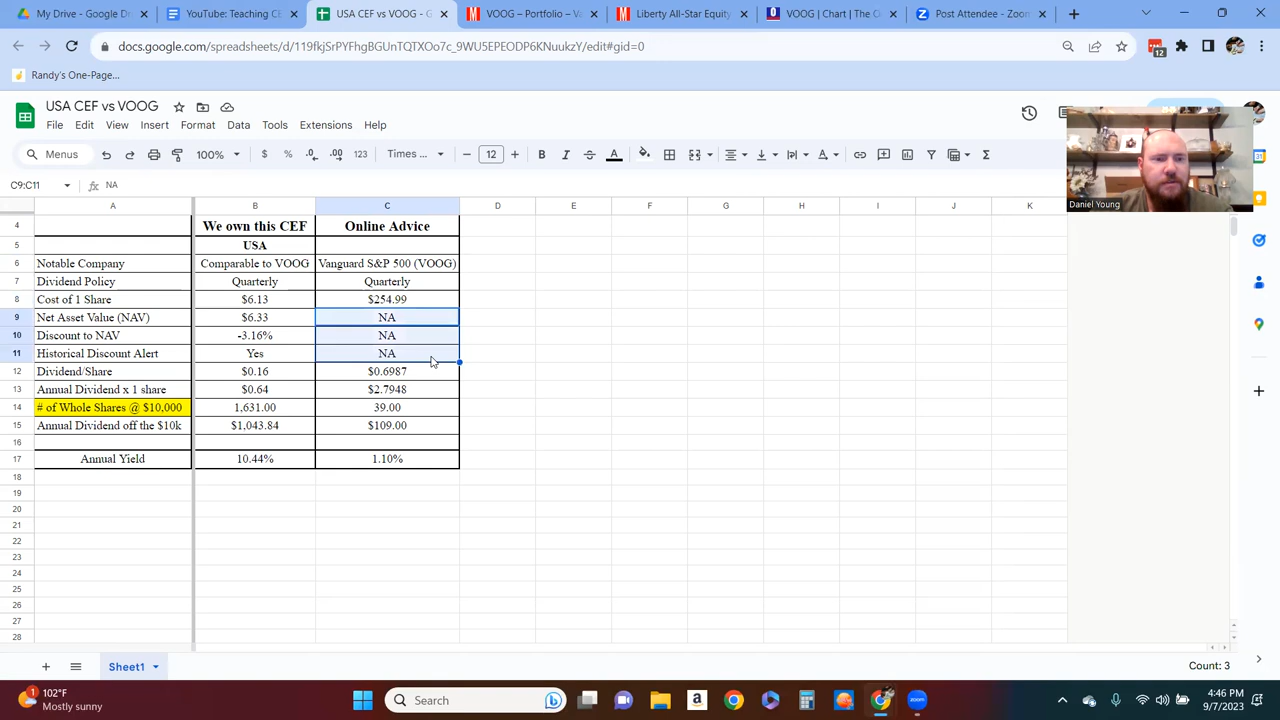 My Drive - Google D
YouTube: Teaching CE
USA CEF vs VOOG - G
VOOG – Portfolio – Va
Liberty All-Star Equity
VOOG | Chart | The O
Post Attendee - Zoom
docs.google.com/spreadsheets/d/119fkjSrPYFhgBGUnTQTXOo7c_9WU5EPEODP6KNuukzY/edit#gid=0
12
Randy's One-Page...
USA CEF vs VOOG
File Edit View Insert Format Data Tools Extensions Help
Menus 100% $ % .0 .00 123 Times ... 12 B I S A
C9:C11 fx NA
A B C D E F G H I J K
4 We own this CEF Online Advice
5 USA
6 Notable Company Comparable to VOOG Vanguard S&P 500 (VOOG)
7 Dividend Policy Quarterly Quarterly
8 Cost of 1 Share $6.13 $254.99
9 Net Asset Value (NAV) $6.33 NA
10 Discount to NAV -3.16% NA
11 Historical Discount Alert Yes NA
12 Dividend/Share $0.16 $0.6987
13 Annual Dividend x 1 share $0.64 $2.7948
14 # of Whole Shares @ $10,000 1,631.00 39.00
15 Annual Dividend off the $10k $1,043.84 $109.00
16
17 Annual Yield 10.44% 1.10%
18
19
20
21
22
23
24
25
26
27
28
Daniel Young
Sheet1
Count: 3
1
102°F
Mostly sunny
Search
4:46 PM
9/7/2023